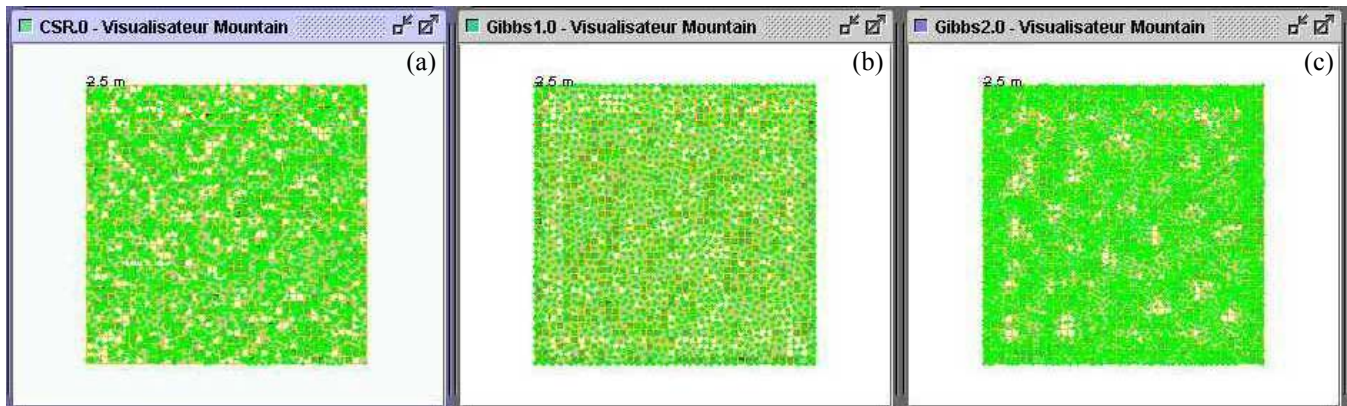 CSR.0 - Visualisateur Mountain
(a)
2.5 m
Gibbs1.0 - Visualisateur Mountain
(b)
2.5 m
Gibbs2.0 - Visualisateur Mountain
(c)
2.5 m